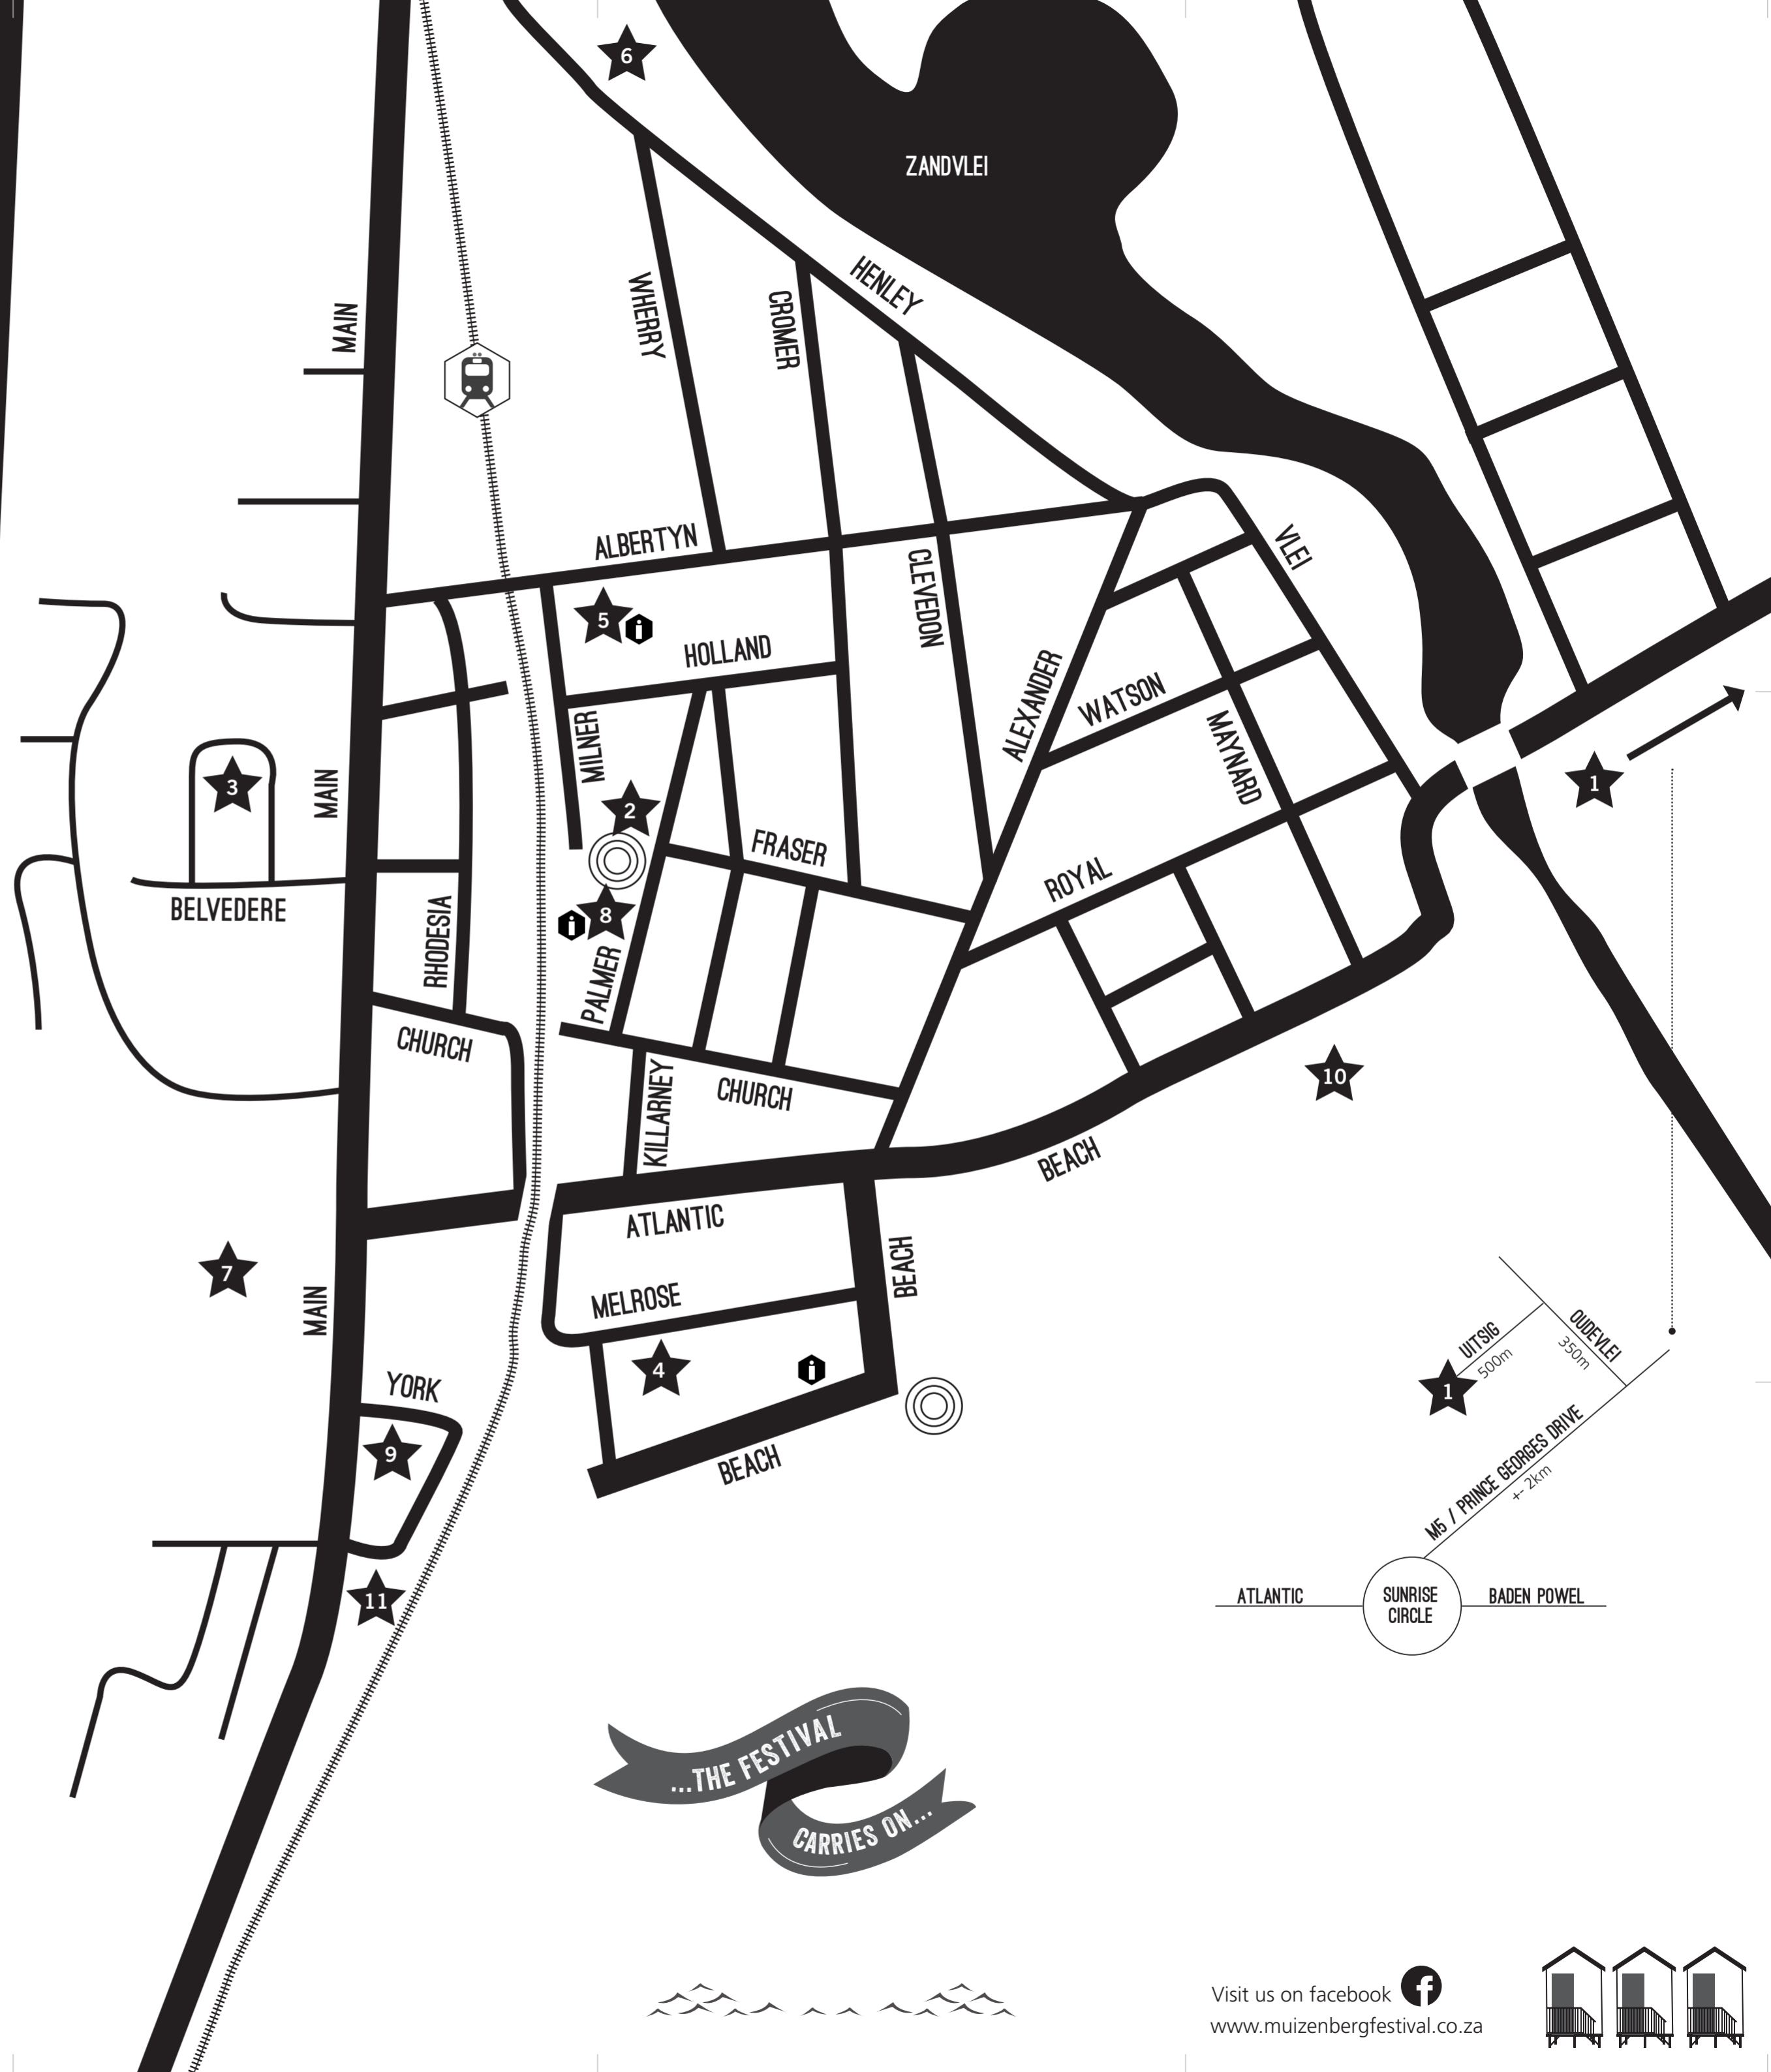 6
ZANDVLEI
HENLEY
WHERRY
CROMER
MAIN
ALBERTYN
VLEI
CLEVEDON
5
i
HOLLAND
ALEXANDER
WATSON
MAYNARD
MILNER
3
MAIN
2
1
FRASER
ROYAL
BELVEDERE
RHODESIA
8
i
PALMER
CHURCH
KILLARNEY
CHURCH
10
BEACH
ATLANTIC
7
MAIN
MELROSE
BEACH
4
i
YORK
9
BEACH
11
UITSIG
500m
OUDEVLEI
350m
1
M5 / PRINCE GEORGES DRIVE
+- 2km
ATLANTIC
SUNRISE
CIRCLE
BADEN POWEL
...THE FESTIVAL
CARRIES ON...
Visit us on facebook f
www.muizenbergfestival.co.za